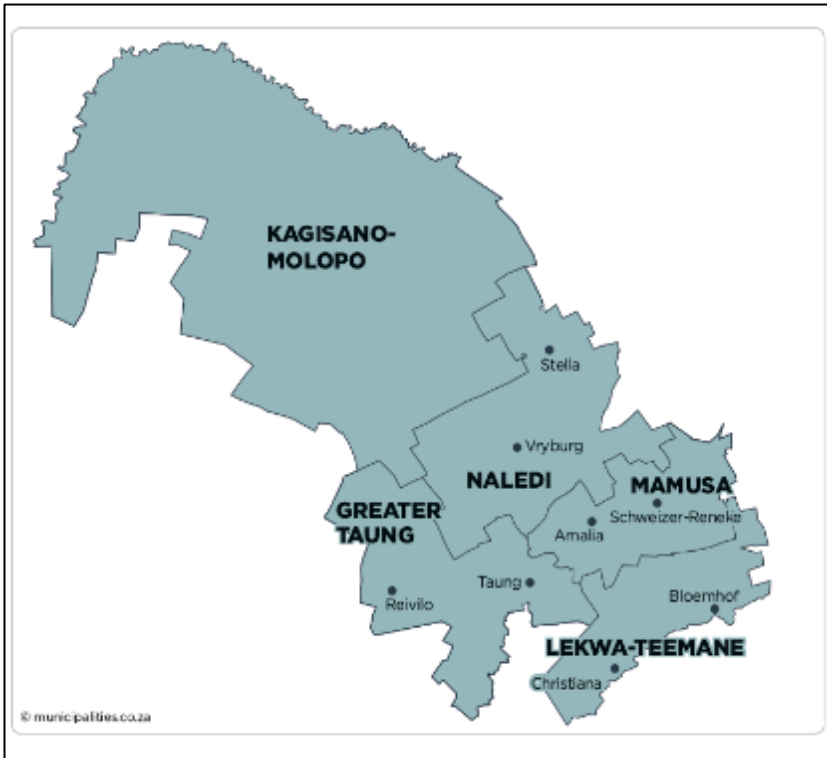 KAGISANO-
MOLOPO
Stella
Vryburg
NALEDI
MAMUSA
GREATER
TAUNG
Schweizer-Reneke
Amalia
Taung
Reivilo
Bloemhof
LEKWA-TEEMANE
Christiana
© municipalities.co.za